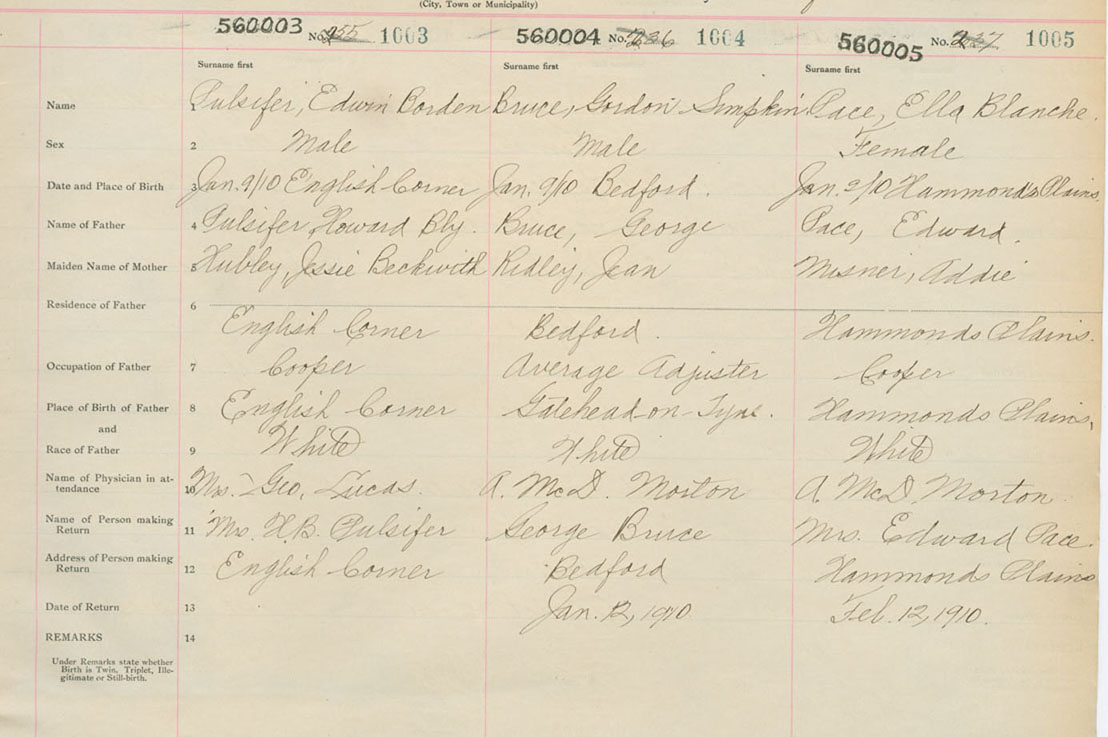 (City, Town or Municipality)
560003 No. 1003 560004 No. 1004 560005 No. 1005
Surname first Surname first Surname first
Name 1 Pulsifer, Edwin Borden Bruce, Gordon Simpkin Pace, Ella Blanche.
Sex 2 Male Male Female
Date and Place of Birth 3 Jan. 9/10 English Corner Jan. 9/10 Bedford. Jan. 9/10 Hammonds Plains
Name of Father 4 Pulsifer, Howard Bly. Bruce, George Pace, Edward.
Maiden Name of Mother 5 Hubley, Jessie Beckwith Ridley, Jean Misner, Addie
Residence of Father 6
English Corner Bedford. Hammonds Plains.
Occupation of Father 7 Cooper Average Adjuster Cooper
Place of Birth of Father 8 English Corner Gatehead-on-Tyne. Hammonds Plains,
and
Race of Father 9 White White White
Name of Physician in at-
tendance 10 Mrs. Geo. Lucas. A. McD. Morton A McD. Morton
Name of Person making
Return 11 Mrs. H.B. Pulsifer George Bruce Mrs. Edward Pace.
Address of Person making
Return 12 English Corner Bedford Hammonds Plains
Date of Return 13 Jan. 12, 1910 Feb. 12, 1910.
REMARKS 14
Under Remarks state whether
Birth is Twin, Triplet, Ille-
gitimate or Still-birth.